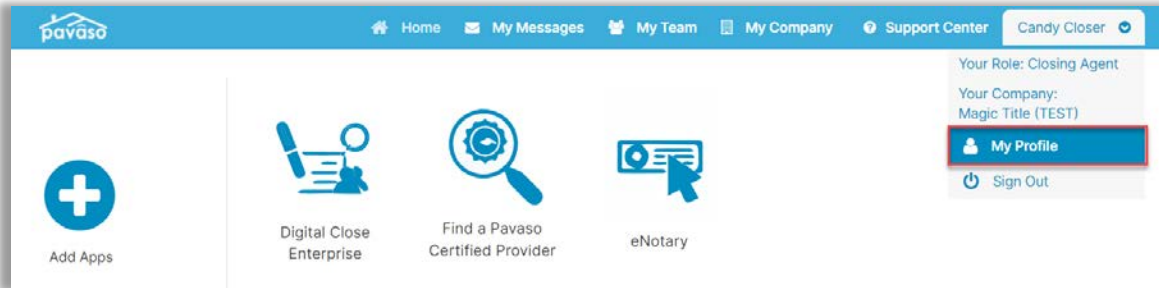 pavaso
Home My Messages My Team My Company Support Center Candy Closer
Your Role: Closing Agent
Your Company:
Magic Title (TEST)
My Profile
Sign Out
Add Apps
Digital Close
Enterprise
Find a Pavaso
Certified Provider
eNotary